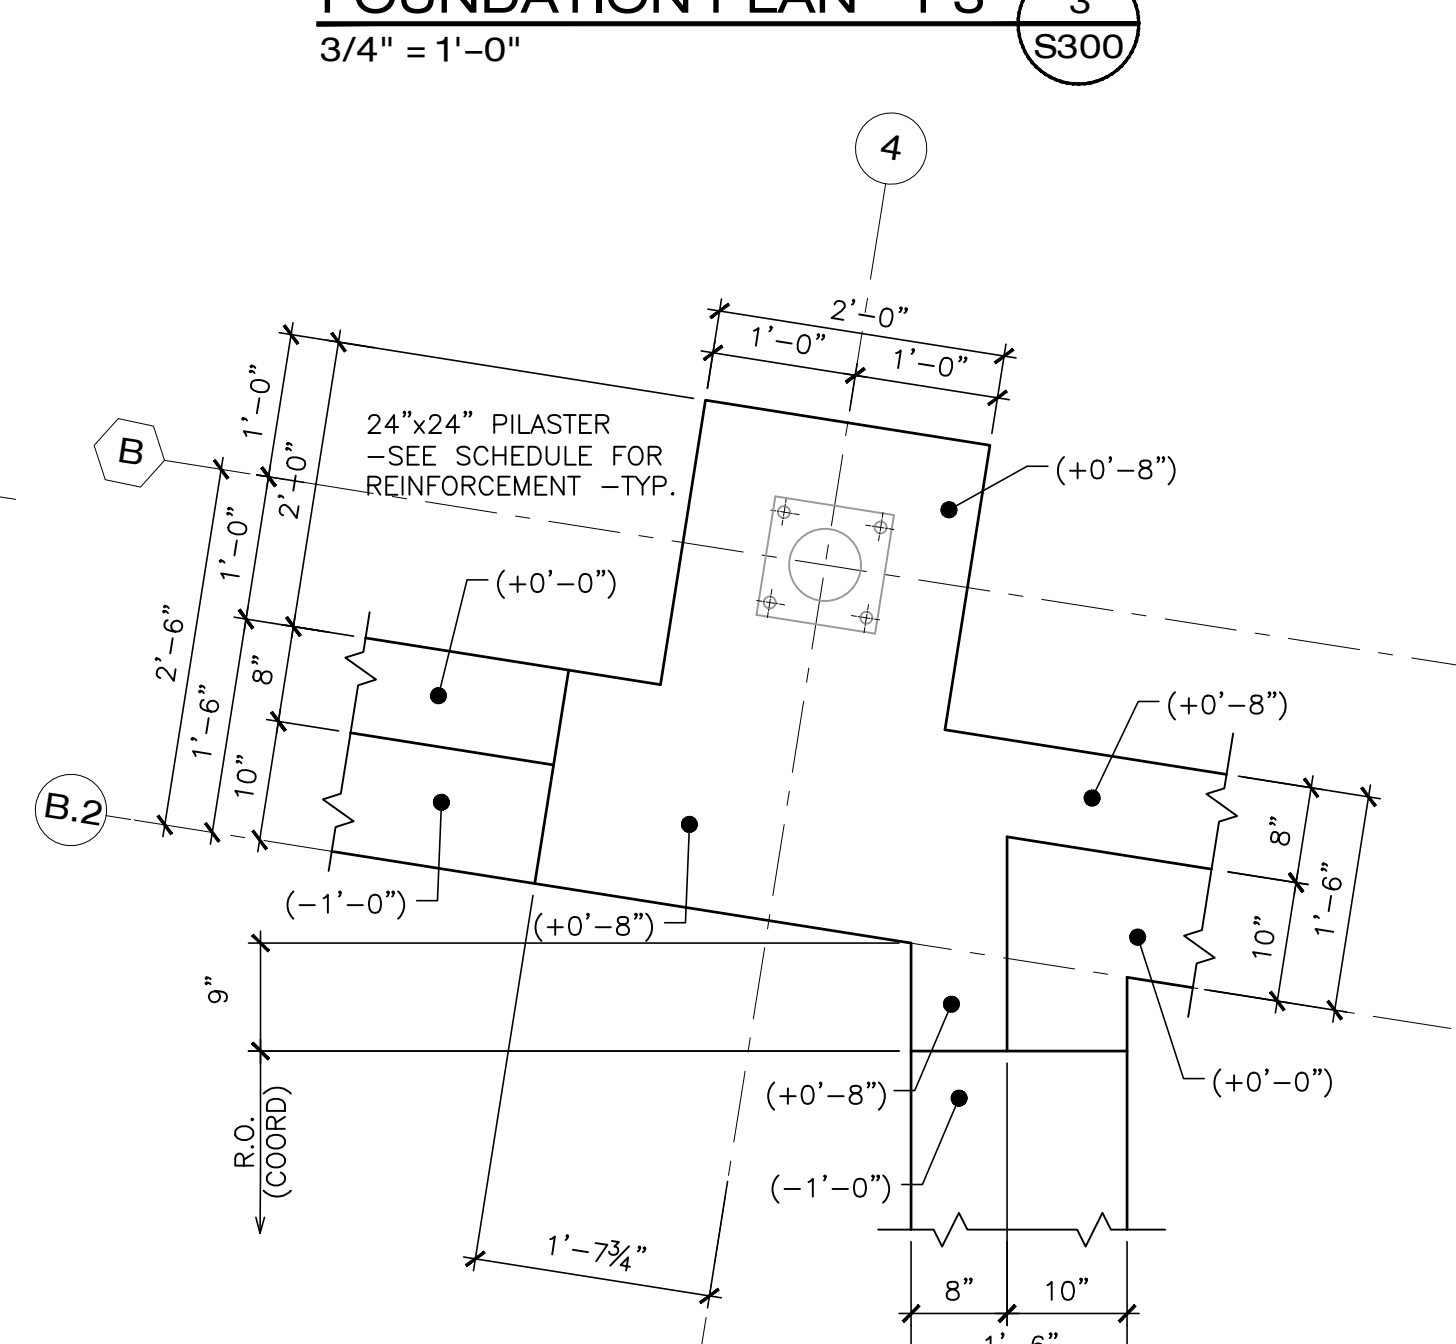 3/4" = 1'-0"
S300
4
2'-0"
1'-0"
1'-0"
1'-0"
24"x24" PILASTER
-SEE SCHEDULE FOR
REINFORCEMENT -TYP.
B
2'-0"
(+0'-8")
1'-0"
(+0'-0")
2'-6"
8"
1'-6"
10"
(+0'-8")
B.2
8"
1'-6"
10"
(-1'-0")
(+0'-8")
9"
(+0'-8")
(+0'-0")
R.O.
(COORD)
(-1'-0")
1'-7¾"
8"
10"